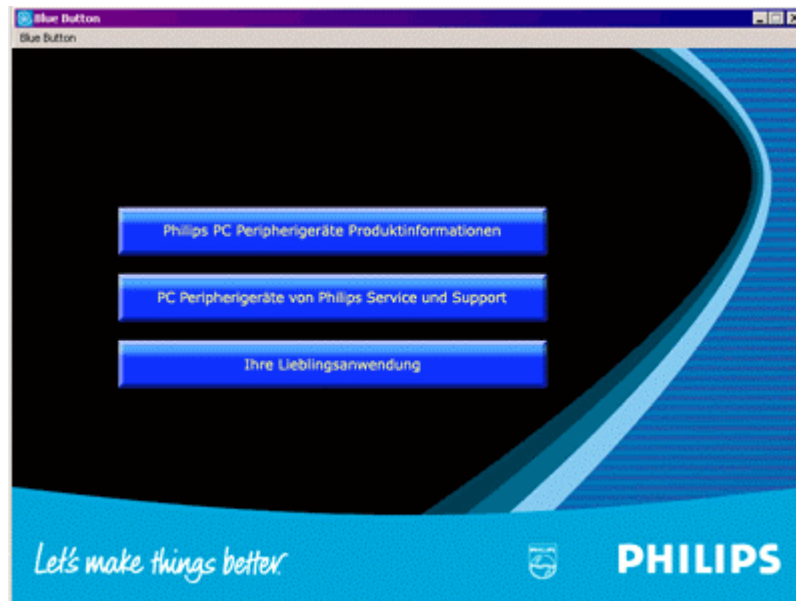 Blue Button
Blue Button
Philips PC Peripherigeräte Produktinformationen
PC Peripherigeräte von Philips Service und Support
Ihre Lieblingsanwendung
Let's make things better.
PHILIPS